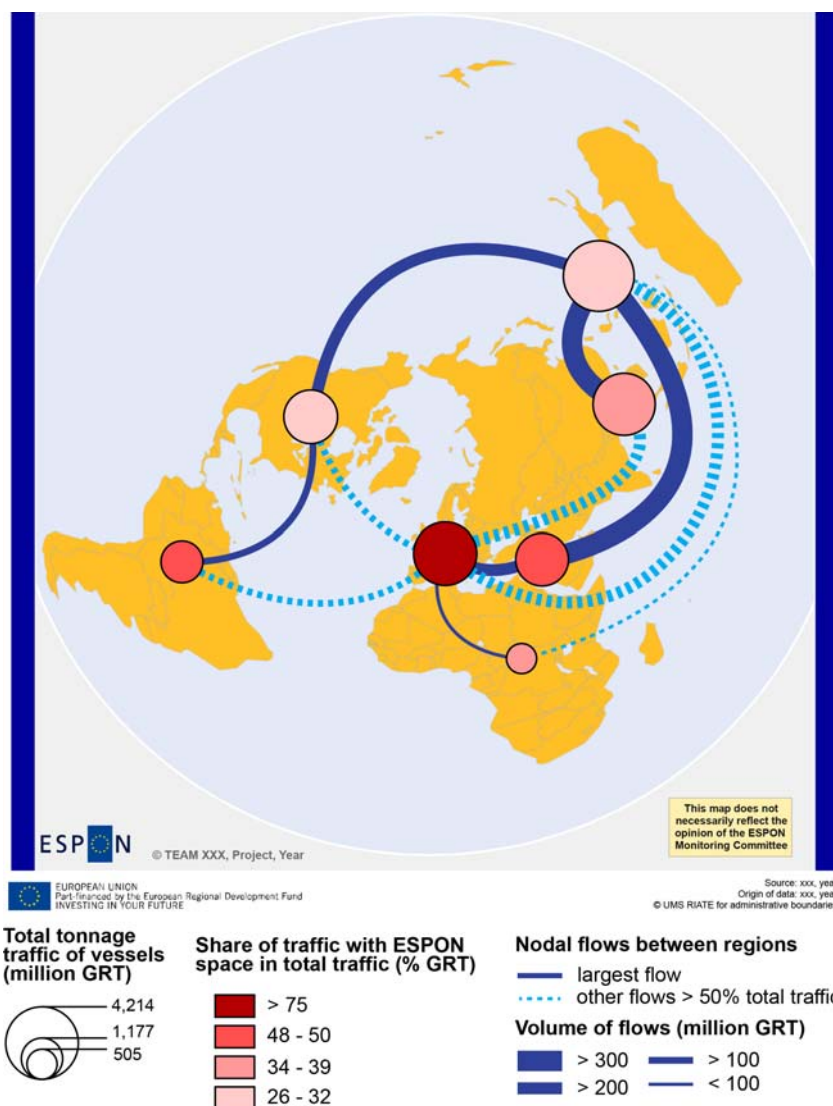 This map does not
necessarily reflect the
opinion of the ESPON
Monitoring Committee
ESPON
© TEAM XXX, Project, Year
EUROPEAN UNION
Part-financed by the European Regional Development Fund
INVESTING IN YOUR FUTURE
Source: xxx, yea
Origin of data: xxx, yea
© UMS RIATE for administrative boundarie
Total tonnage
traffic of vessels
(million GRT)
4,214
1,177
505
Share of traffic with ESPON
space in total traffic (% GRT)
> 75
48 - 50
34 - 39
26 - 32
Nodal flows between regions
largest flow
other flows > 50% total traffic
Volume of flows (million GRT)
> 300
> 100
> 200
< 100